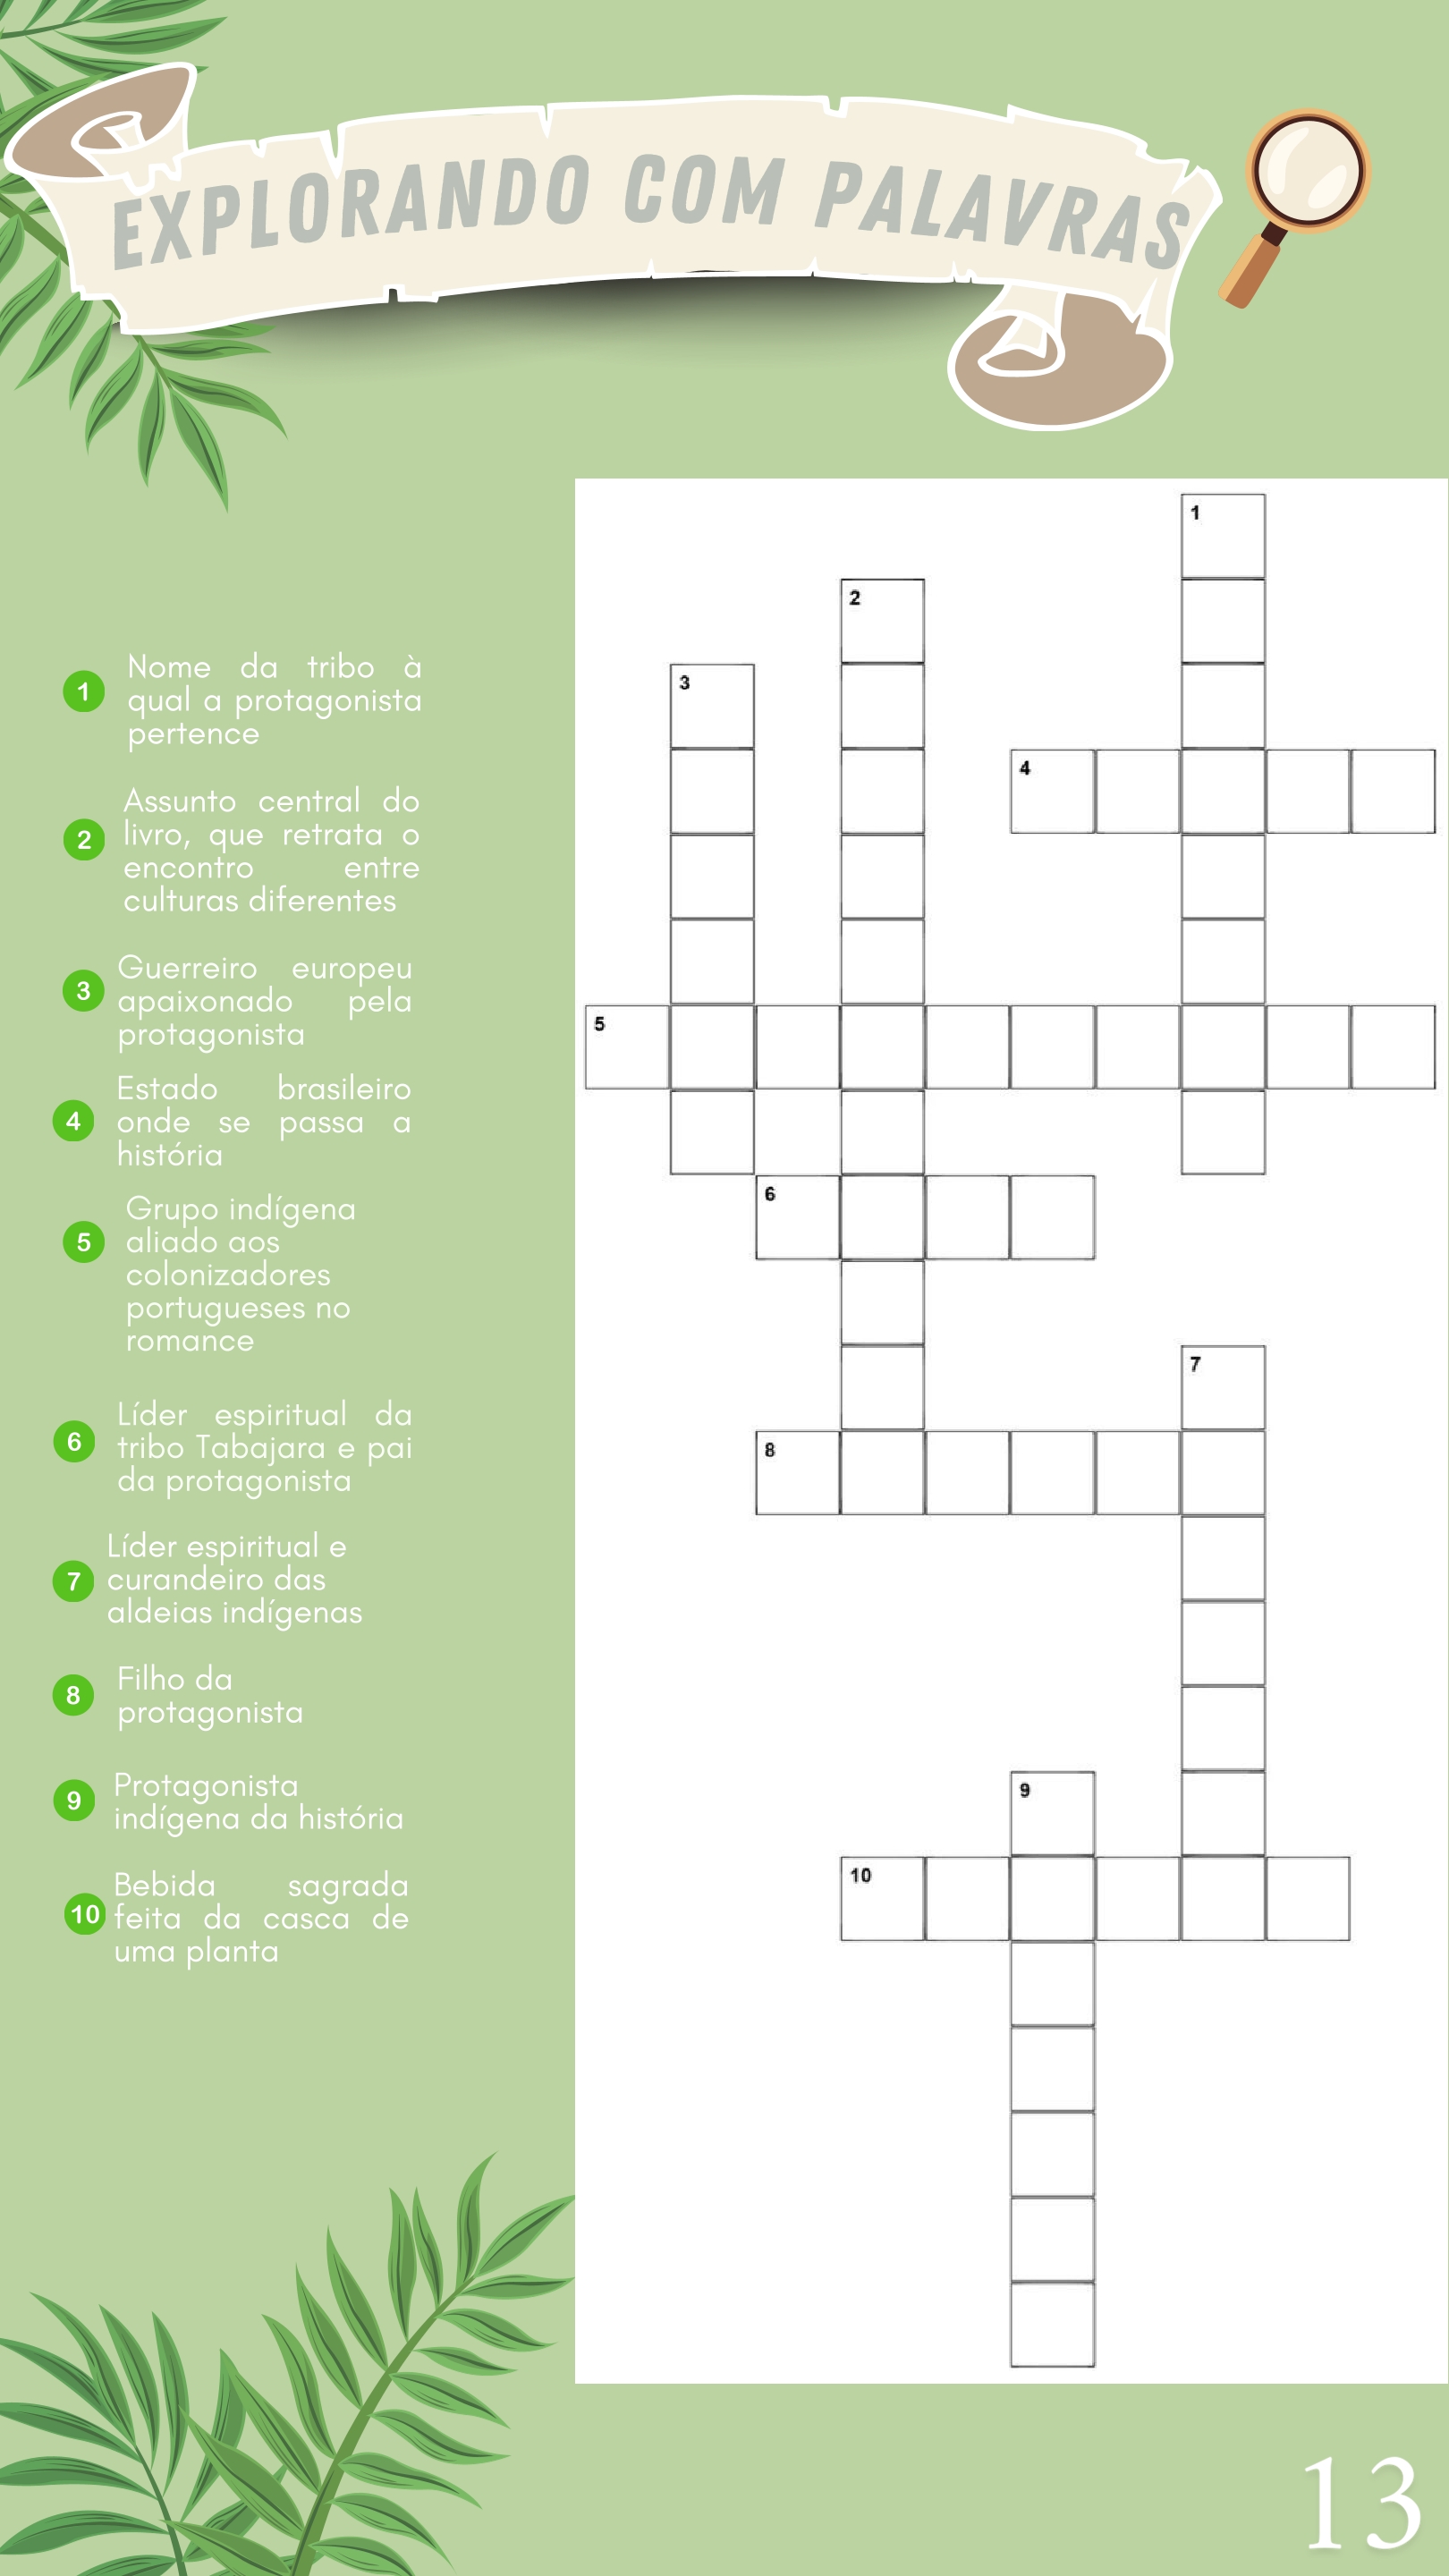 EXPLORANDO COM PALAVRAS
1
Nome da tribo à
qual a protagonista
pertence
2
Assunto central do
livro, que retrata o
encontro entre
culturas diferentes
3
Guerreiro europeu
apaixonado pela
protagonista
4
Estado brasileiro
onde se passa a
história
5
Grupo indígena
aliado aos
colonizadores
portugueses no
romance
6
Líder espiritual da
tribo Tabajara e pai
da protagonista
7
Líder espiritual e
curandeiro das
aldeias indígenas
8
Filho da
protagonista
9
Protagonista
indígena da história
10
Bebida sagrada
feita da casca de
uma planta
1
2
3
4
5
6
7
8
9
10
13